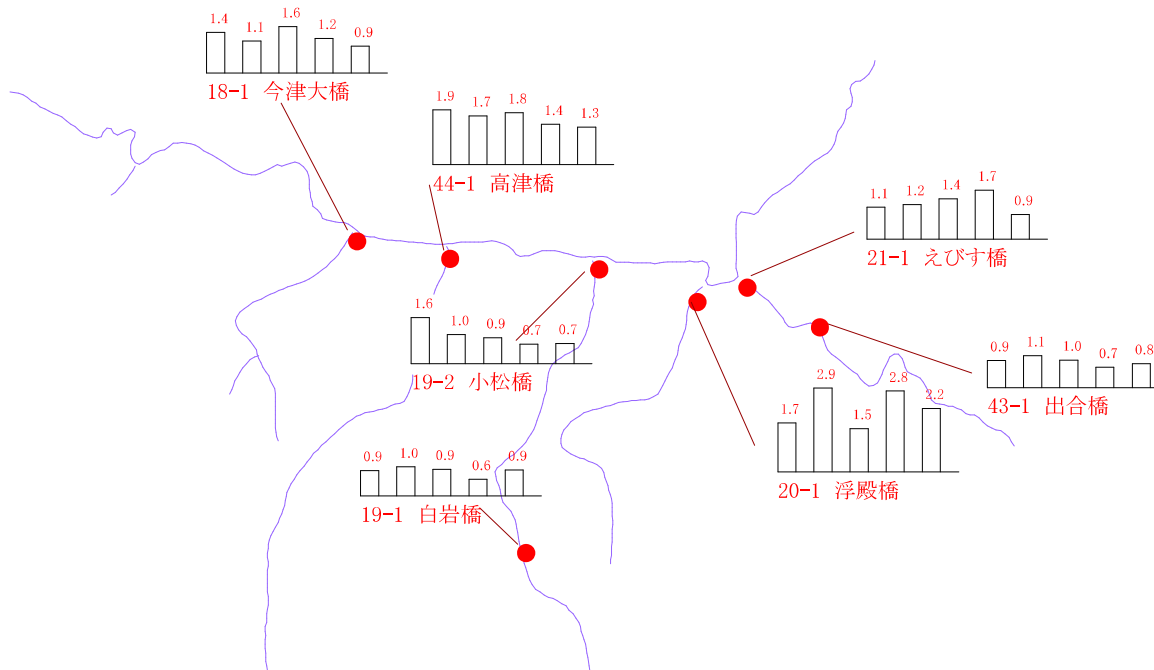 1.4 1.1 1.6 1.2 0.9
18-1 今津大橋
1.9 1.7 1.8 1.4 1.3
44-1 高津橋
1.1 1.2 1.4 1.7 0.9
21-1 えびす橋
1.6 1.0 0.9 0.7 0.7
19-2 小松橋
0.9 1.1 1.0 0.7 0.8
43-1 出合橋
1.7 2.9 1.5 2.8 2.2
20-1 浮殿橋
0.9 1.0 0.9 0.6 0.9
19-1 白岩橋